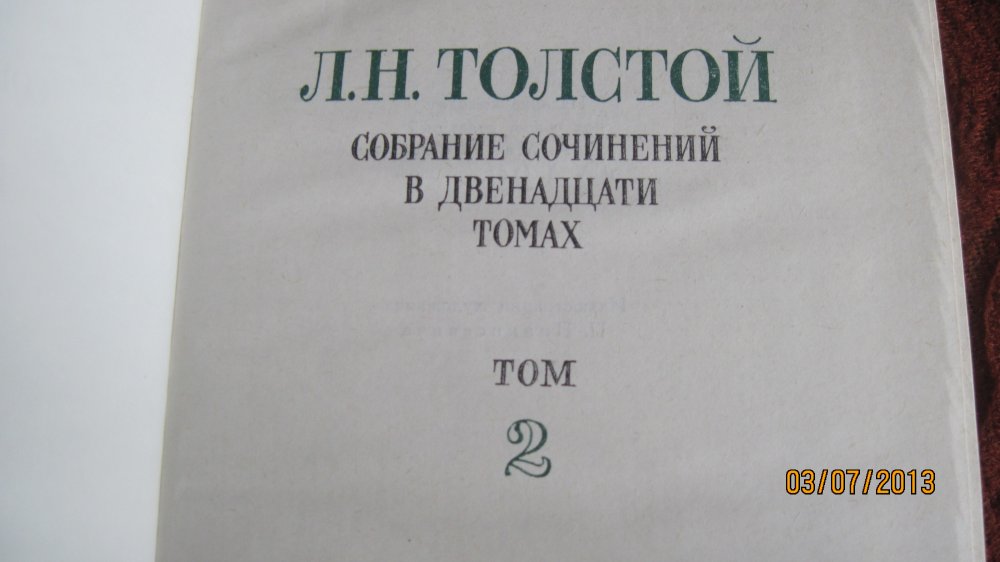 Л.Н. ТОЛСТОЙ
СОБРАНИЕ СОЧИНЕНИЙ
В ДВЕНАДЦАТИ
ТОМАХ
ТОМ
2
03/07/2013